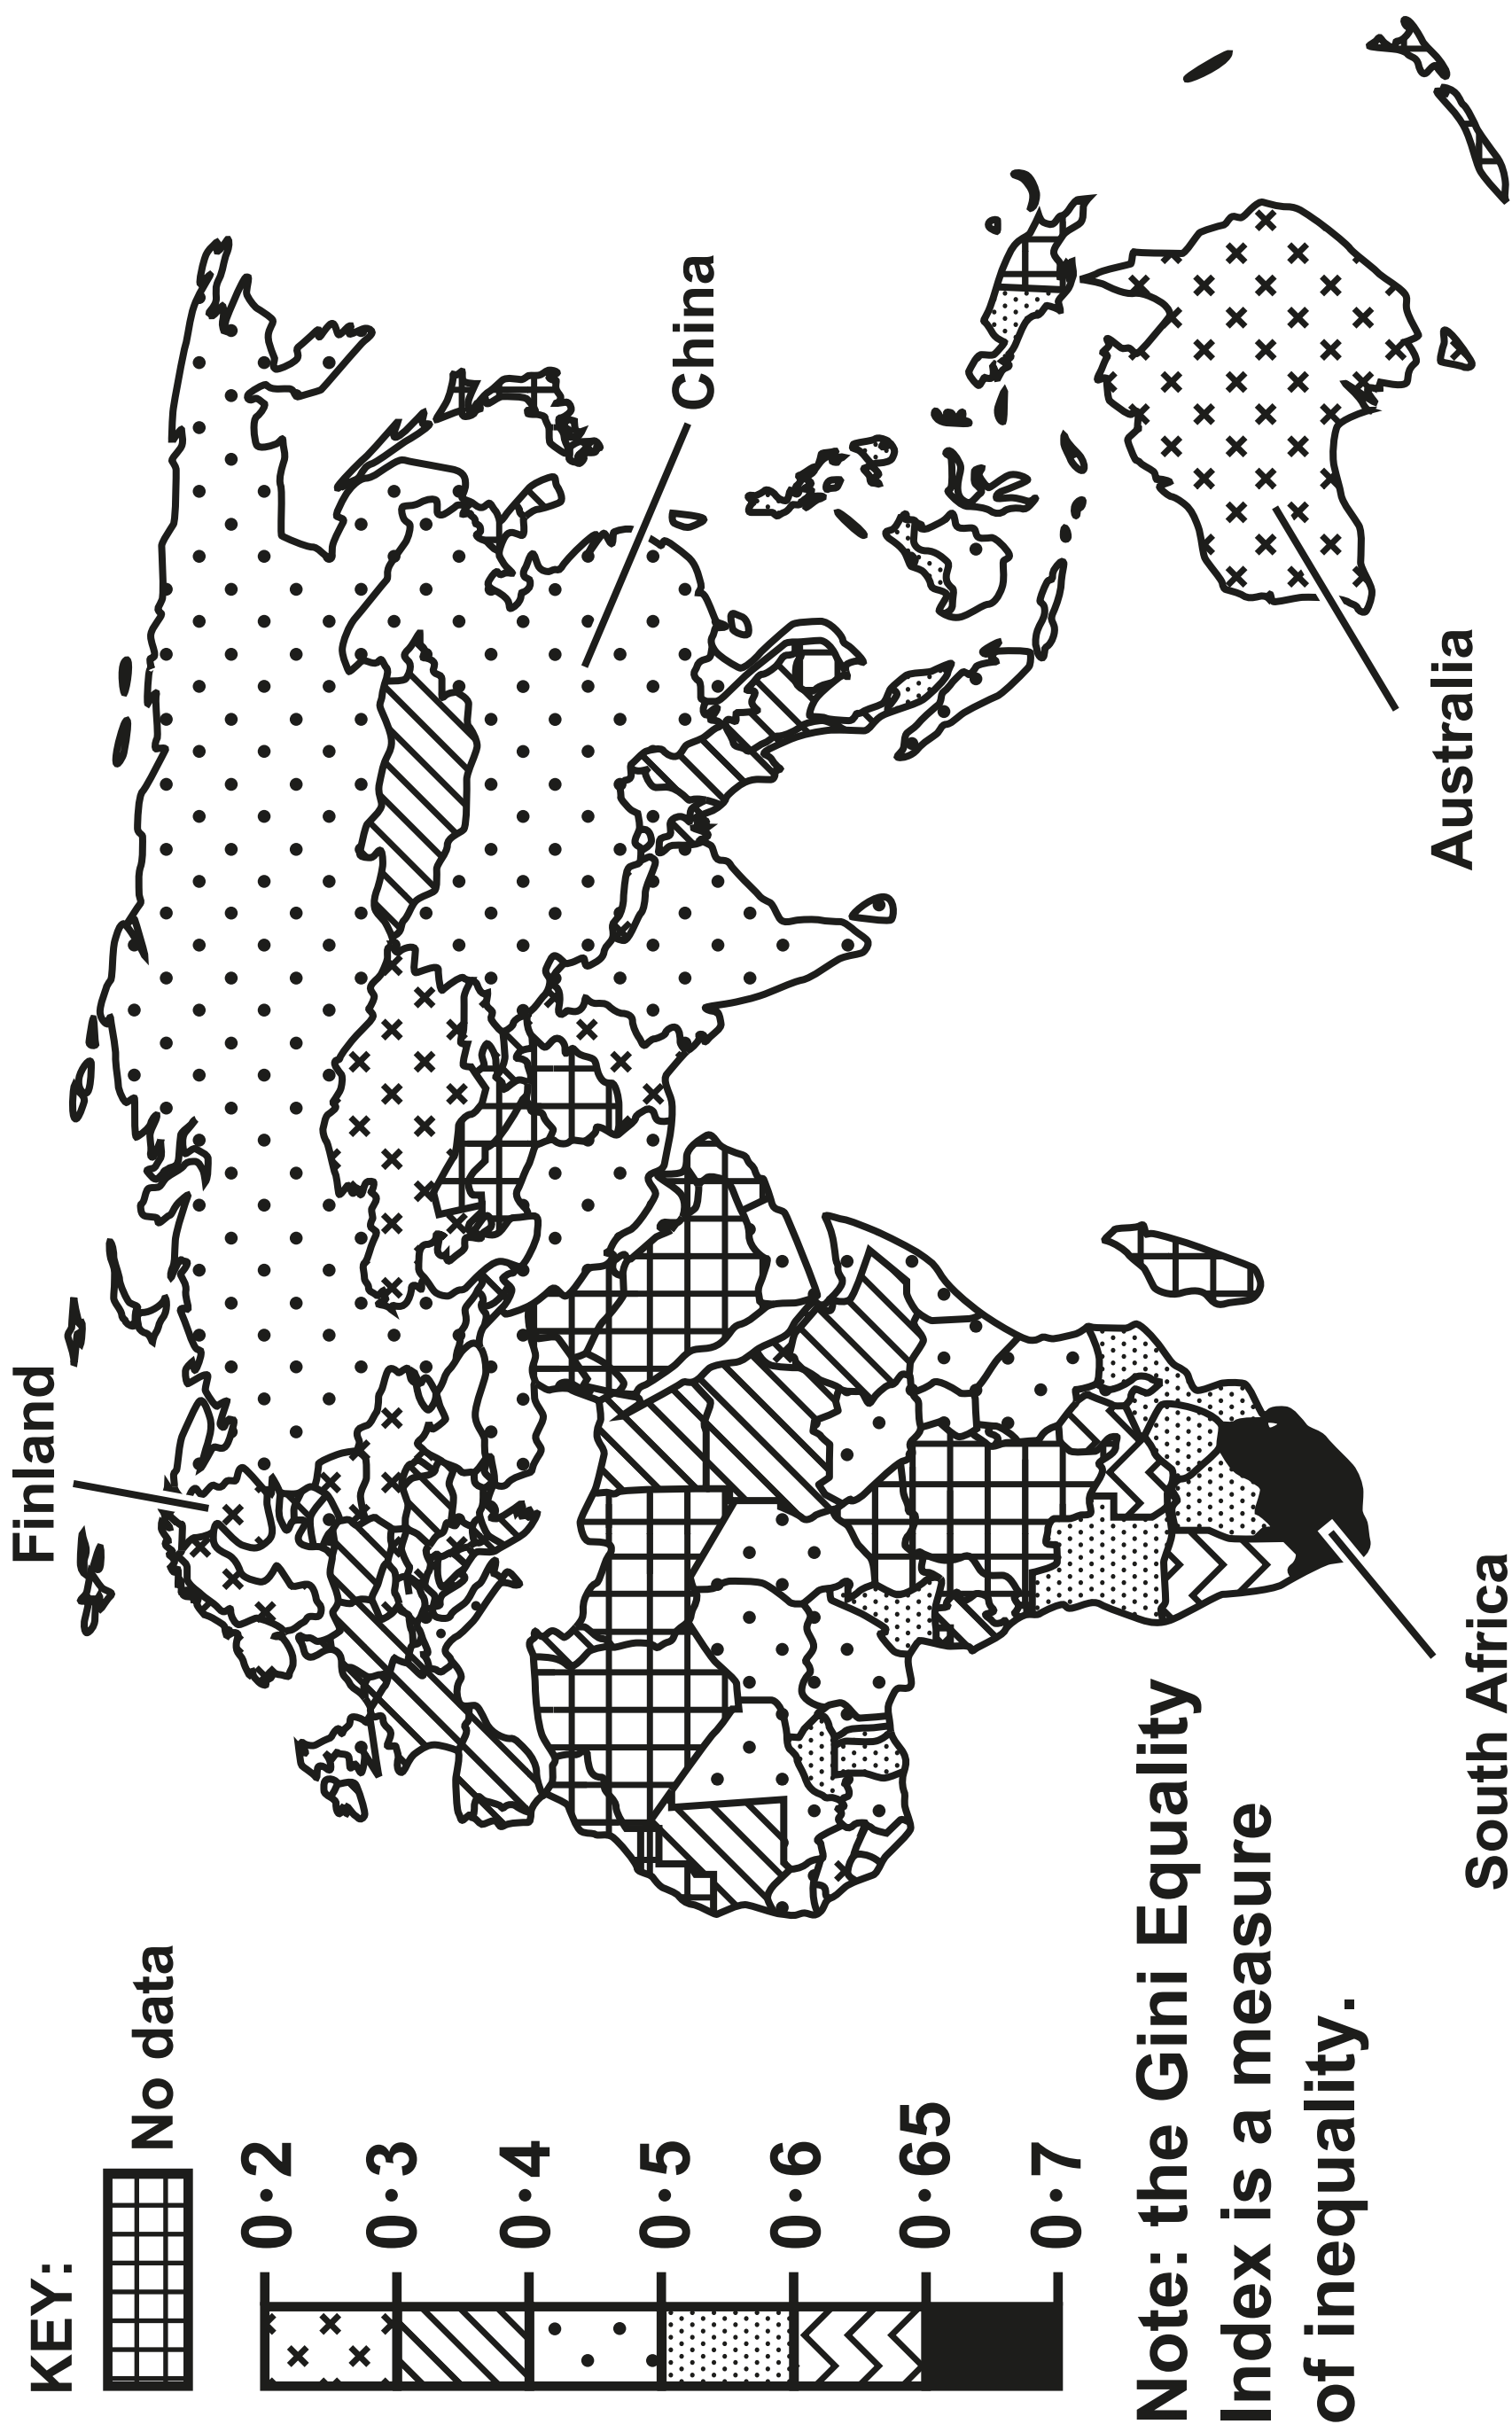 KEY:
No data
0·2
0·3
0·4
0·5
0·6
0·65
0·7
Note: the Gini Equality
Index is a measure
of inequality.
Finland
China
Australia
South Africa